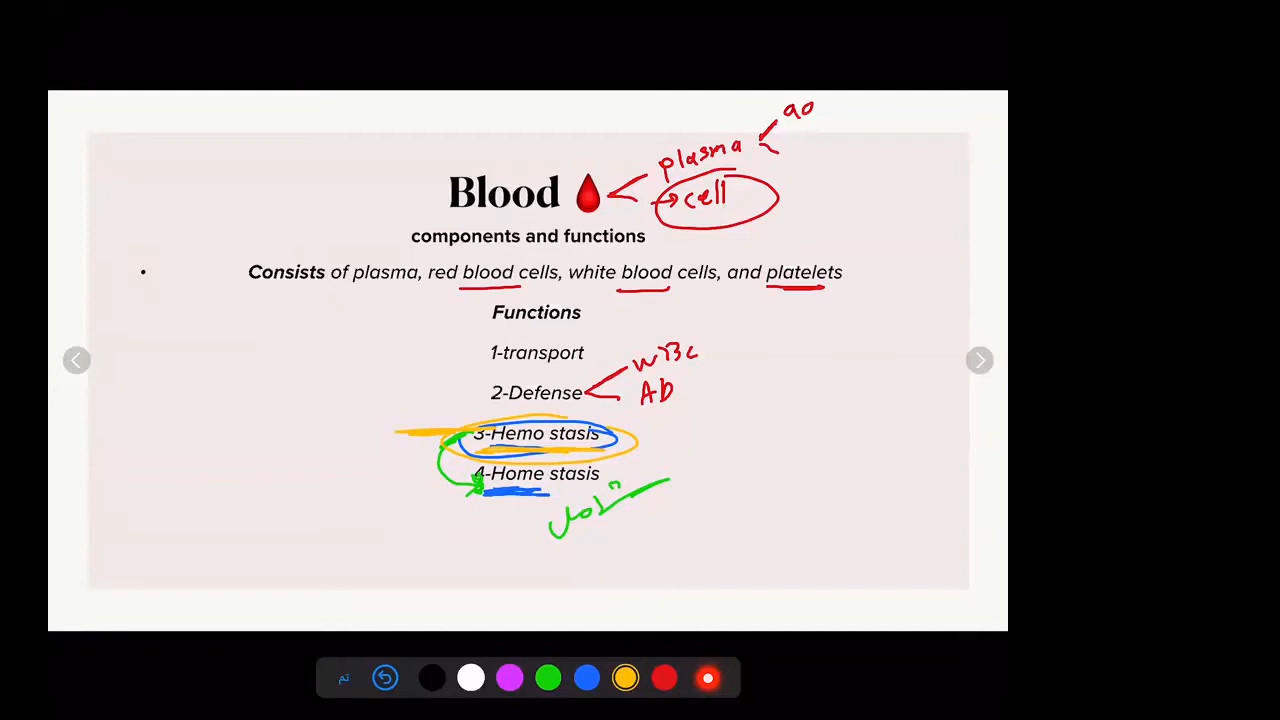 90
plasma
Blood
cell
components and functions
• Consists of plasma, red blood cells, white blood cells, and platelets
Functions
1-transport
WBC
2-Defense
Ab
3-Hemo stasis
4-Home stasis
تم